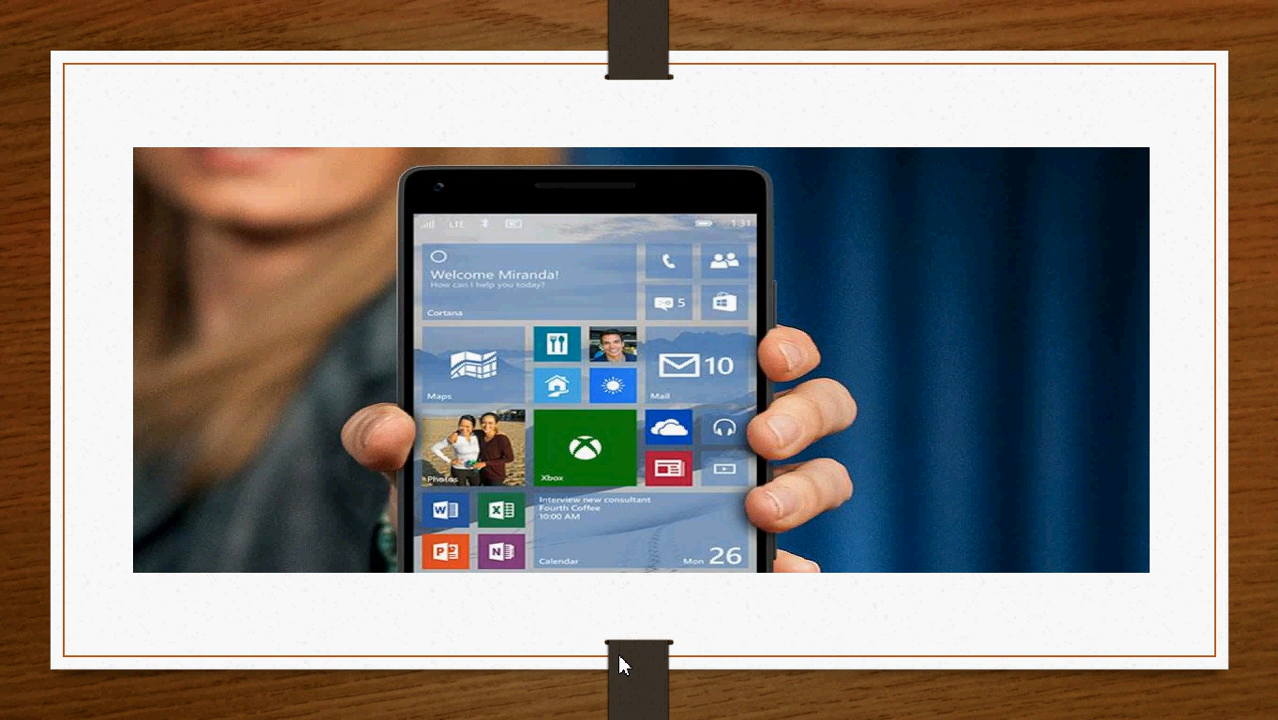 LTE 1:31
Welcome Miranda!
How can I help you today?
Cortana
5
Maps
10
Mail
Photos
Xbox
W
X
Interview new consultant
Fourth Coffee
10:00 AM
P
N
Calendar
Mon 26